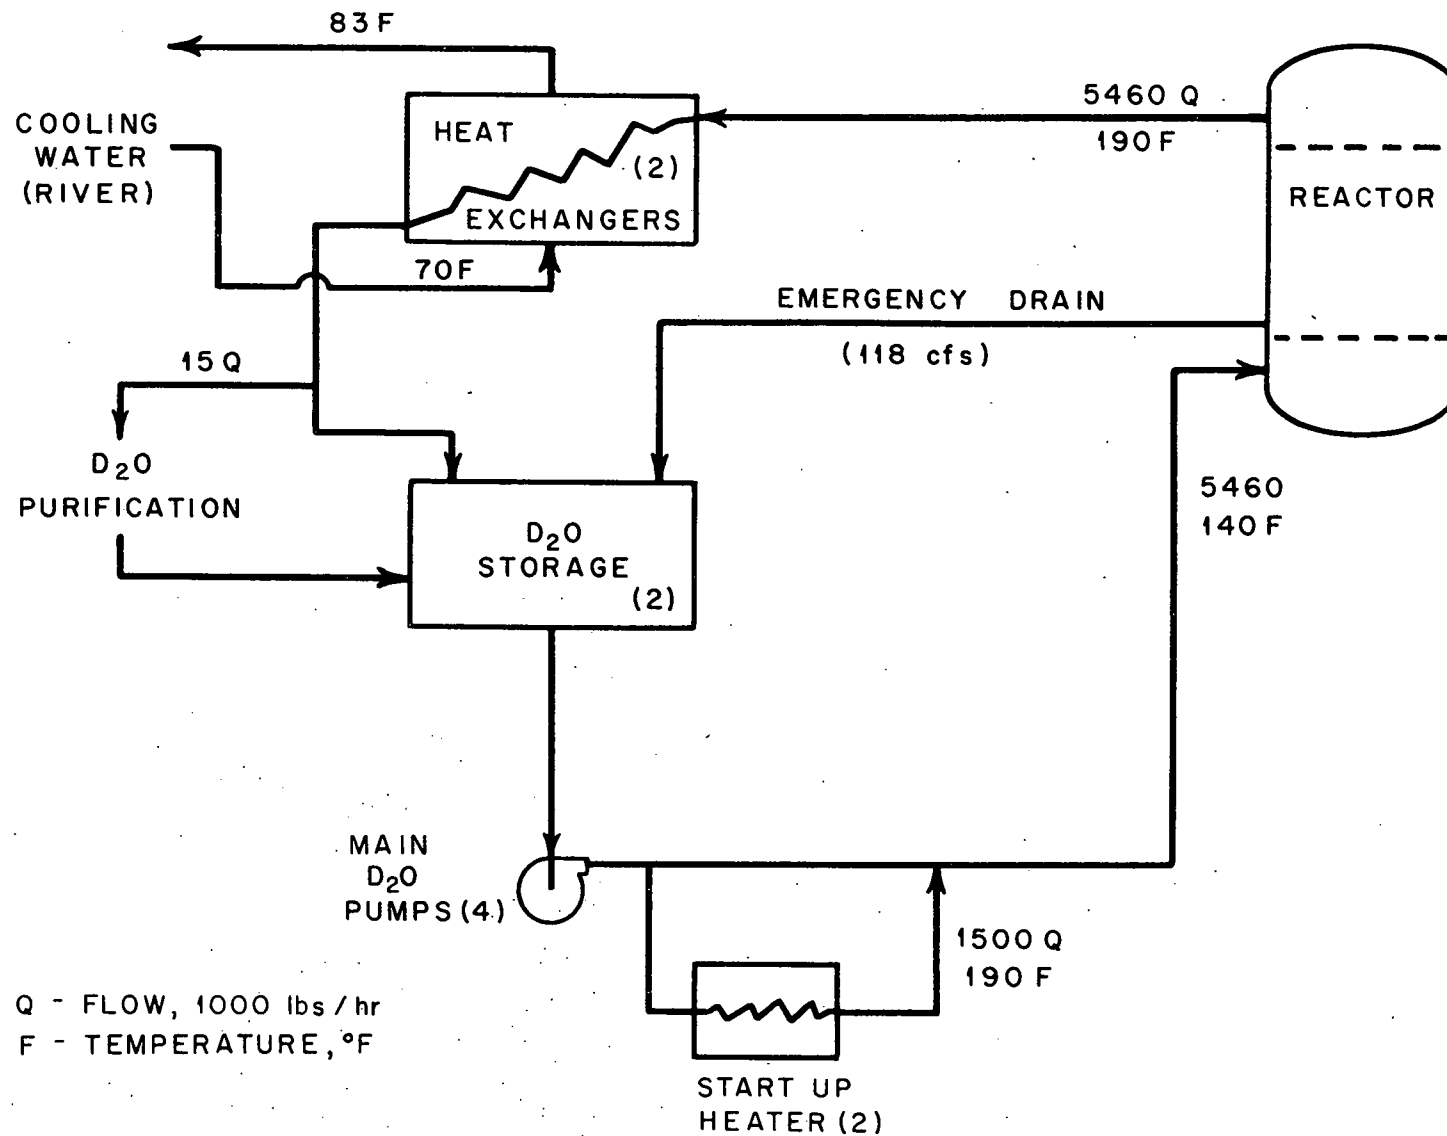 83 F
COOLING
WATER
(RIVER)
HEAT
(2)
EXCHANGERS
5460 Q
190 F
REACTOR
70 F
EMERGENCY DRAIN
(118 cfs)
15 Q
D₂O
PURIFICATION
D₂O
STORAGE
(2)
5460
140 F
MAIN
D₂O
PUMPS (4)
1500 Q
190 F
Q - FLOW, 1000 lbs / hr
F - TEMPERATURE, °F
START UP
HEATER (2)